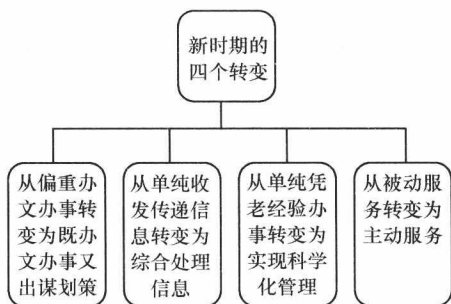 新时期的
四个转变
从偏重办
文办事转
变为既办
文办事又
出谋划策
从单纯收
发传递信
息转变为
综合处理
信息
从单纯凭
老经验办
事转变为
实现科学
化管理
从被动服
务转变为
主动服务